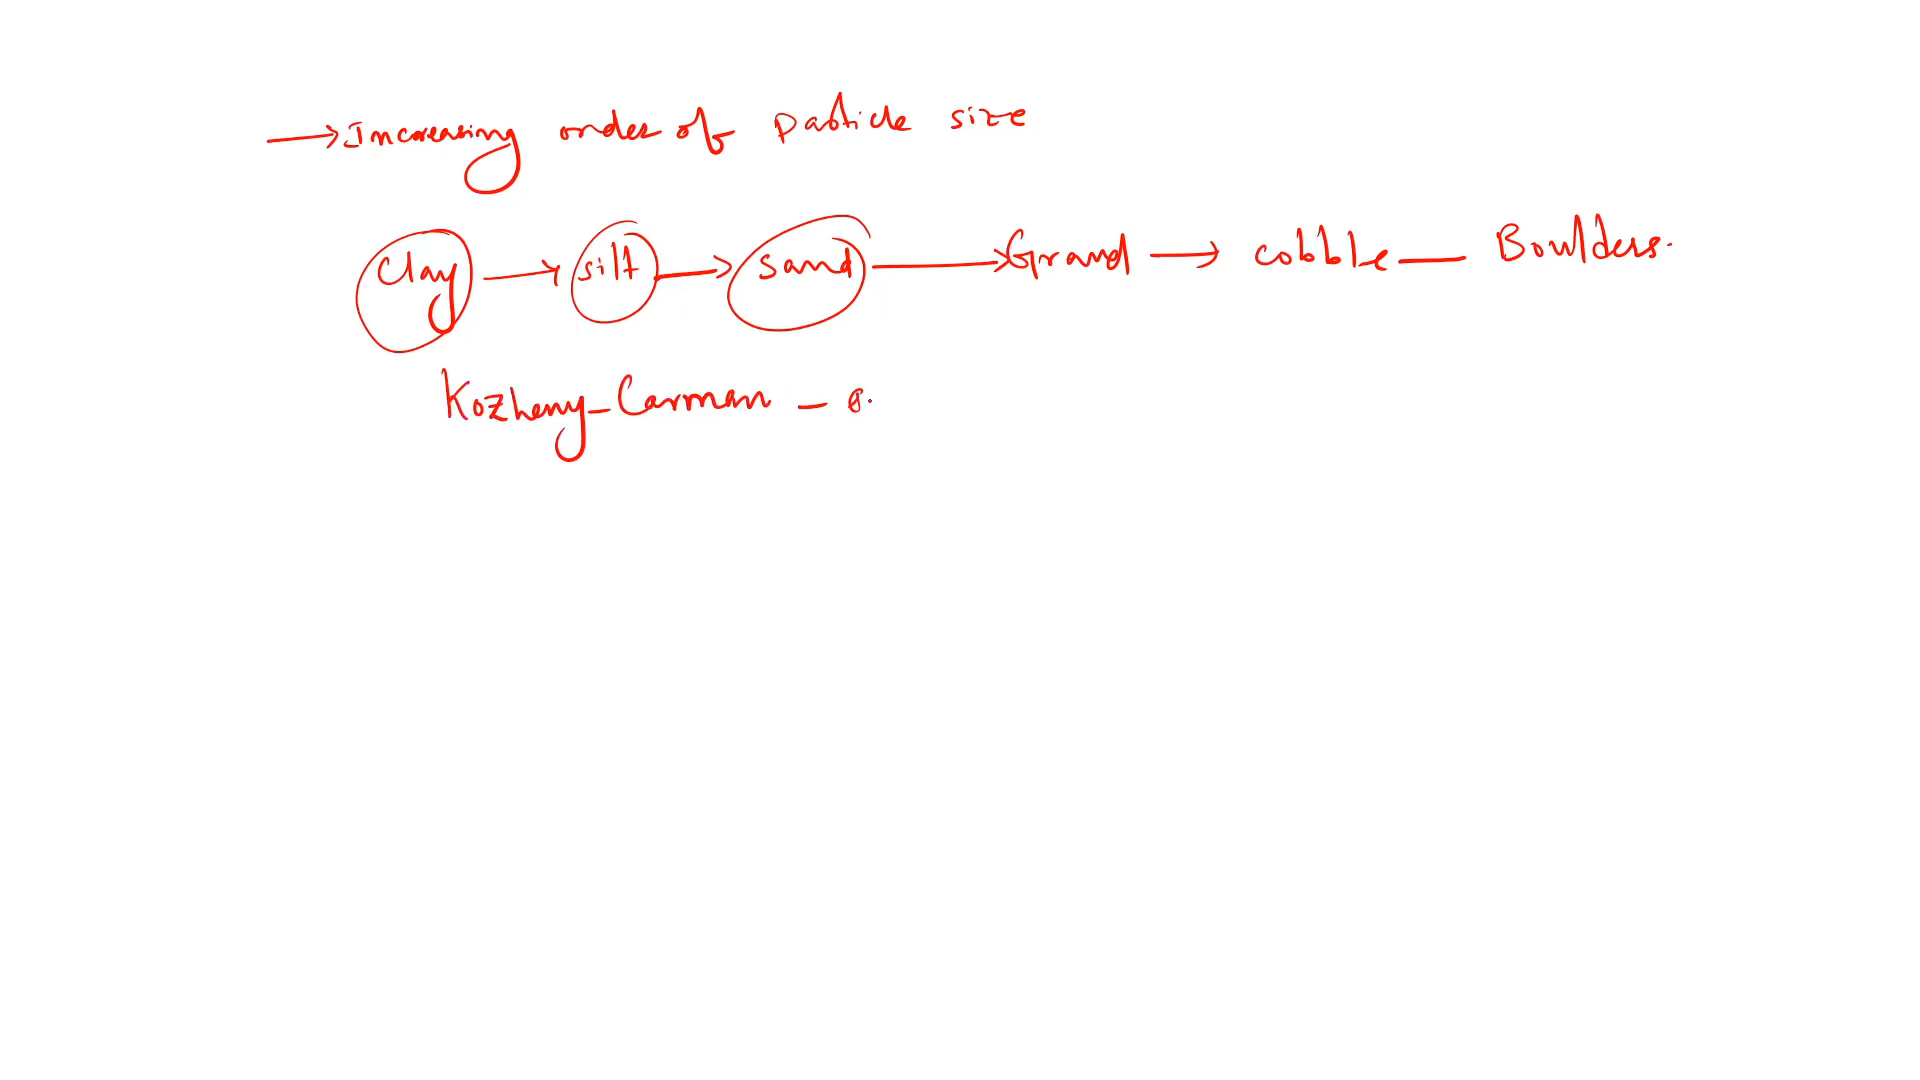 → Increasing order of particle size
Clay → silt → sand → Gravel → cobble — Boulders.
Kozheny-Carman -